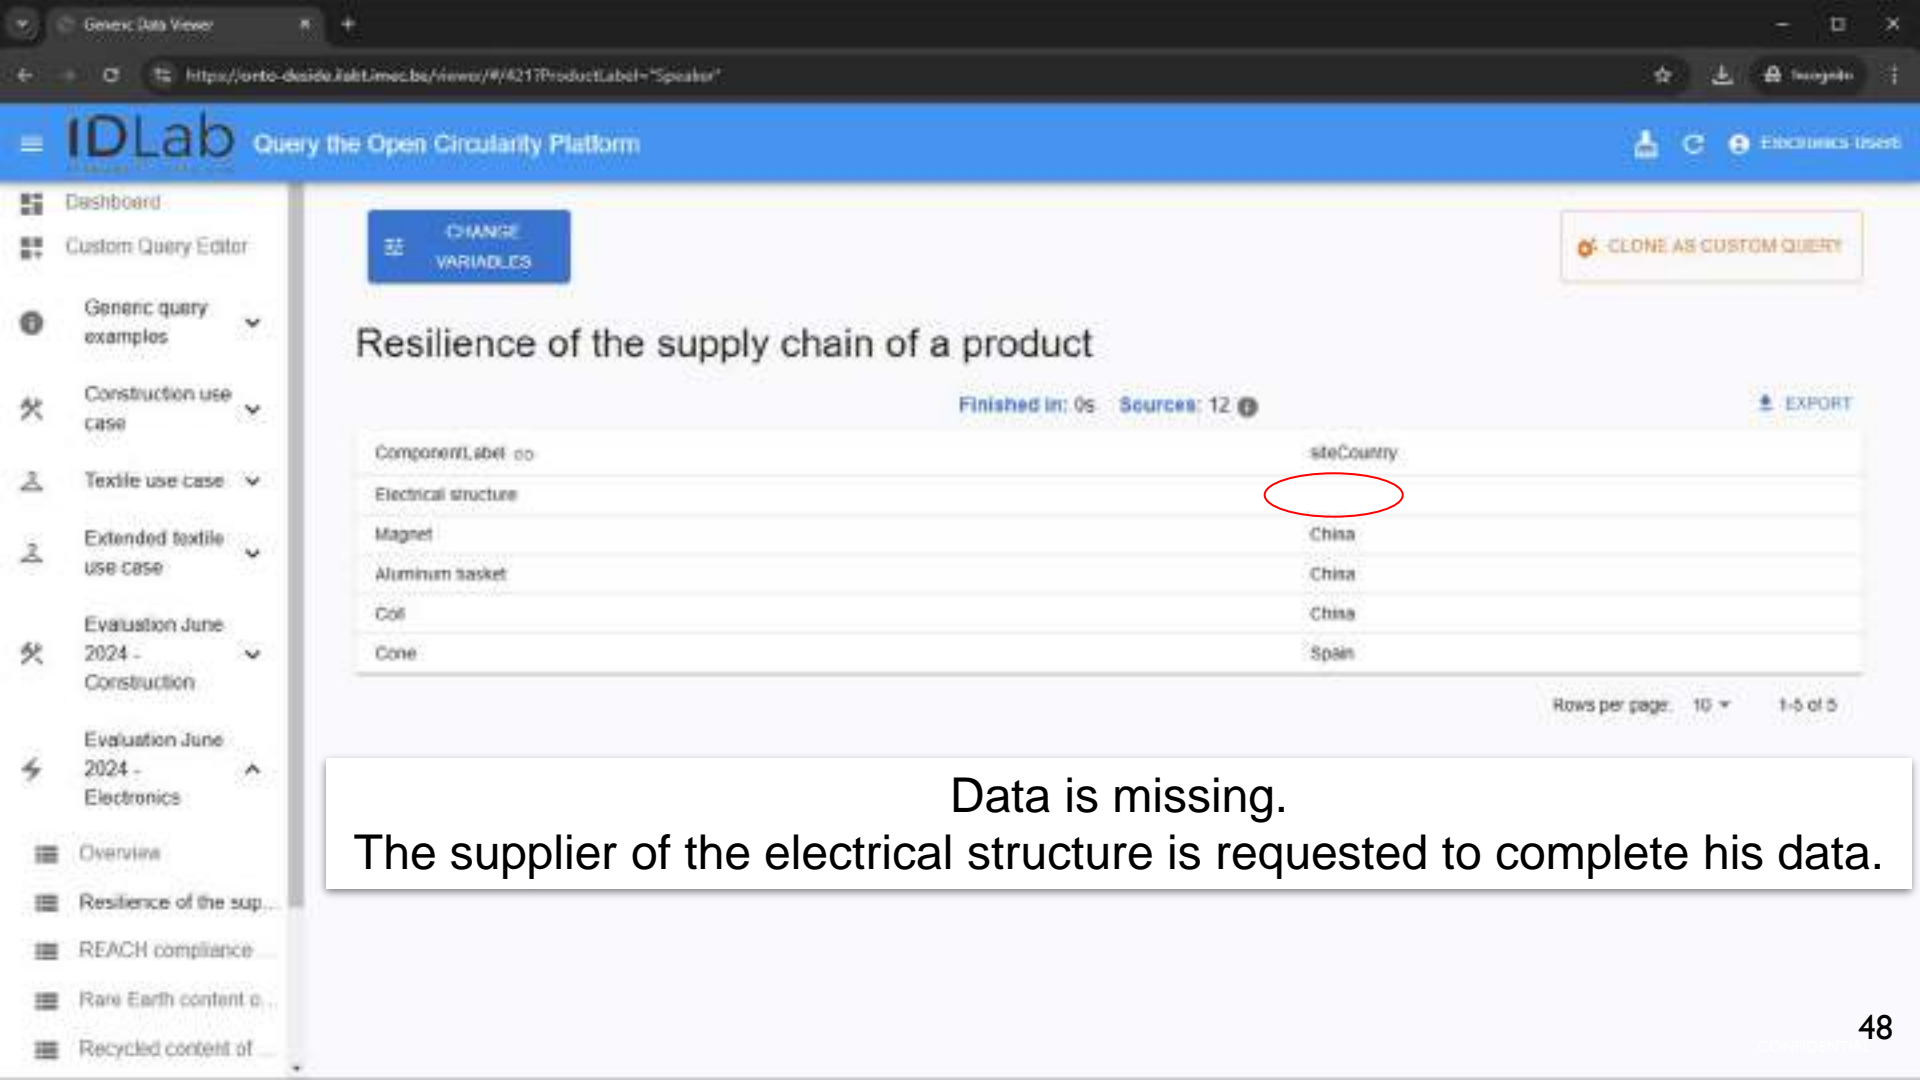 Generic Data Viewer
Incognito
IDLab
Query the Open Circularity Platform
Dashboard
Custom Query Editor
Generic query
examples
Construction use
case
Textile use case
Extended textile
use case
Evaluation June
2024 -
Construction
Evaluation June
2024 -
Electronics
Overview
Resilience of the sup...
REACH compliance ...
Rare Earth content o...
Recycled content of ...
CHANGE
VARIABLES
CLONE AS CUSTOM QUERY
Resilience of the supply chain of a product
Finished in: 0s Sources: 12
EXPORT
ComponentLabel siteCountry
Electrical structure
Magnet China
Aluminum basket China
Coil China
Cone Spain
Rows per page: 10 1-5 of 5
Data is missing.
The supplier of the electrical structure is requested to complete his data.
48